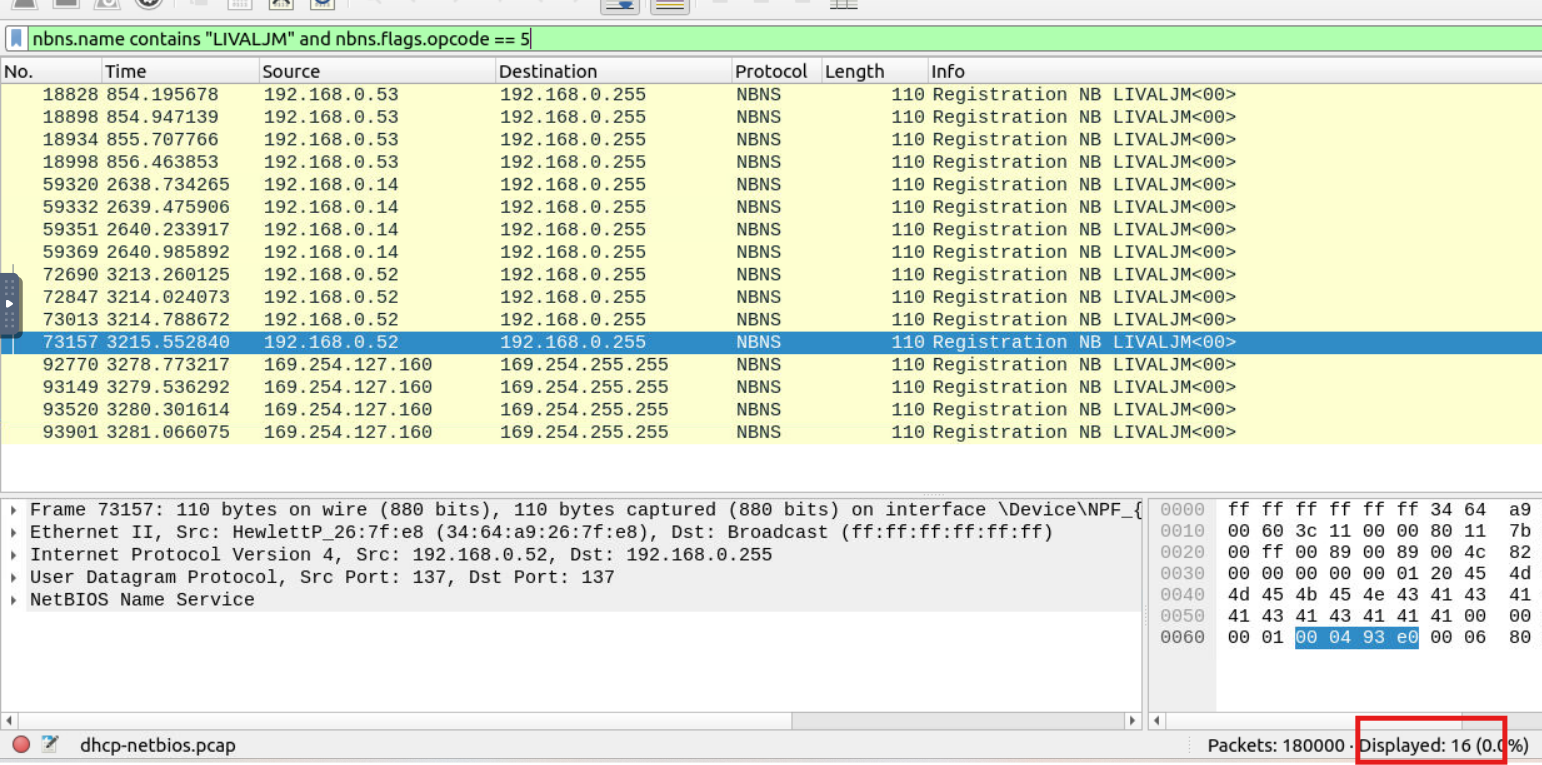 nbns.name contains "LIVALJM" and nbns.flags.opcode == 5
No. Time Source Destination Protocol Length Info
18828 854.195678 192.168.0.53 192.168.0.255 NBNS 110 Registration NB LIVALJM<00>
18898 854.947139 192.168.0.53 192.168.0.255 NBNS 110 Registration NB LIVALJM<00>
18934 855.707766 192.168.0.53 192.168.0.255 NBNS 110 Registration NB LIVALJM<00>
18998 856.463853 192.168.0.53 192.168.0.255 NBNS 110 Registration NB LIVALJM<00>
59320 2638.734265 192.168.0.14 192.168.0.255 NBNS 110 Registration NB LIVALJM<00>
59332 2639.475906 192.168.0.14 192.168.0.255 NBNS 110 Registration NB LIVALJM<00>
59351 2640.233917 192.168.0.14 192.168.0.255 NBNS 110 Registration NB LIVALJM<00>
59369 2640.985892 192.168.0.14 192.168.0.255 NBNS 110 Registration NB LIVALJM<00>
72690 3213.260125 192.168.0.52 192.168.0.255 NBNS 110 Registration NB LIVALJM<00>
72847 3214.024073 192.168.0.52 192.168.0.255 NBNS 110 Registration NB LIVALJM<00>
73013 3214.788672 192.168.0.52 192.168.0.255 NBNS 110 Registration NB LIVALJM<00>
73157 3215.552840 192.168.0.52 192.168.0.255 NBNS 110 Registration NB LIVALJM<00>
92770 3278.773217 169.254.127.160 169.254.255.255 NBNS 110 Registration NB LIVALJM<00>
93149 3279.536292 169.254.127.160 169.254.255.255 NBNS 110 Registration NB LIVALJM<00>
93520 3280.301614 169.254.127.160 169.254.255.255 NBNS 110 Registration NB LIVALJM<00>
93901 3281.066075 169.254.127.160 169.254.255.255 NBNS 110 Registration NB LIVALJM<00>
Frame 73157: 110 bytes on wire (880 bits), 110 bytes captured (880 bits) on interface \Device\NPF_{
Ethernet II, Src: HewlettP_26:7f:e8 (34:64:a9:26:7f:e8), Dst: Broadcast (ff:ff:ff:ff:ff:ff)
Internet Protocol Version 4, Src: 192.168.0.52, Dst: 192.168.0.255
User Datagram Protocol, Src Port: 137, Dst Port: 137
NetBIOS Name Service
0000 ff ff ff ff ff ff 34 64 a9
0010 00 60 3c 11 00 00 80 11 7b
0020 00 ff 00 89 00 89 00 4c 82
0030 00 00 00 00 00 01 20 45 4d
0040 4d 45 4b 45 4e 43 41 43 41
0050 41 43 41 43 41 41 41 00 00
0060 00 01 00 04 93 e0 00 06 80
dhcp-netbios.pcap
Packets: 180000 · Displayed: 16 (0.0%)